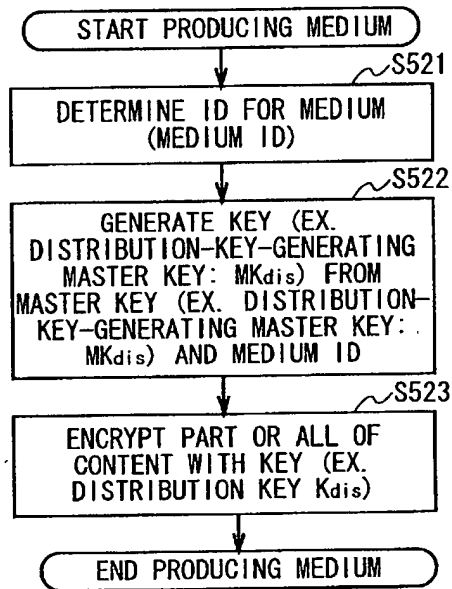 START PRODUCING MEDIUM
S521
DETERMINE ID FOR MEDIUM
(MEDIUM ID)
S522
GENERATE KEY (EX.
DISTRIBUTION-KEY-GENERATING
MASTER KEY: MKdis) FROM
MASTER KEY (EX. DISTRIBUTION-
KEY-GENERATING MASTER KEY:
MKdis) AND MEDIUM ID
S523
ENCRYPT PART OR ALL OF
CONTENT WITH KEY (EX.
DISTRIBUTION KEY Kdis)
END PRODUCING MEDIUM